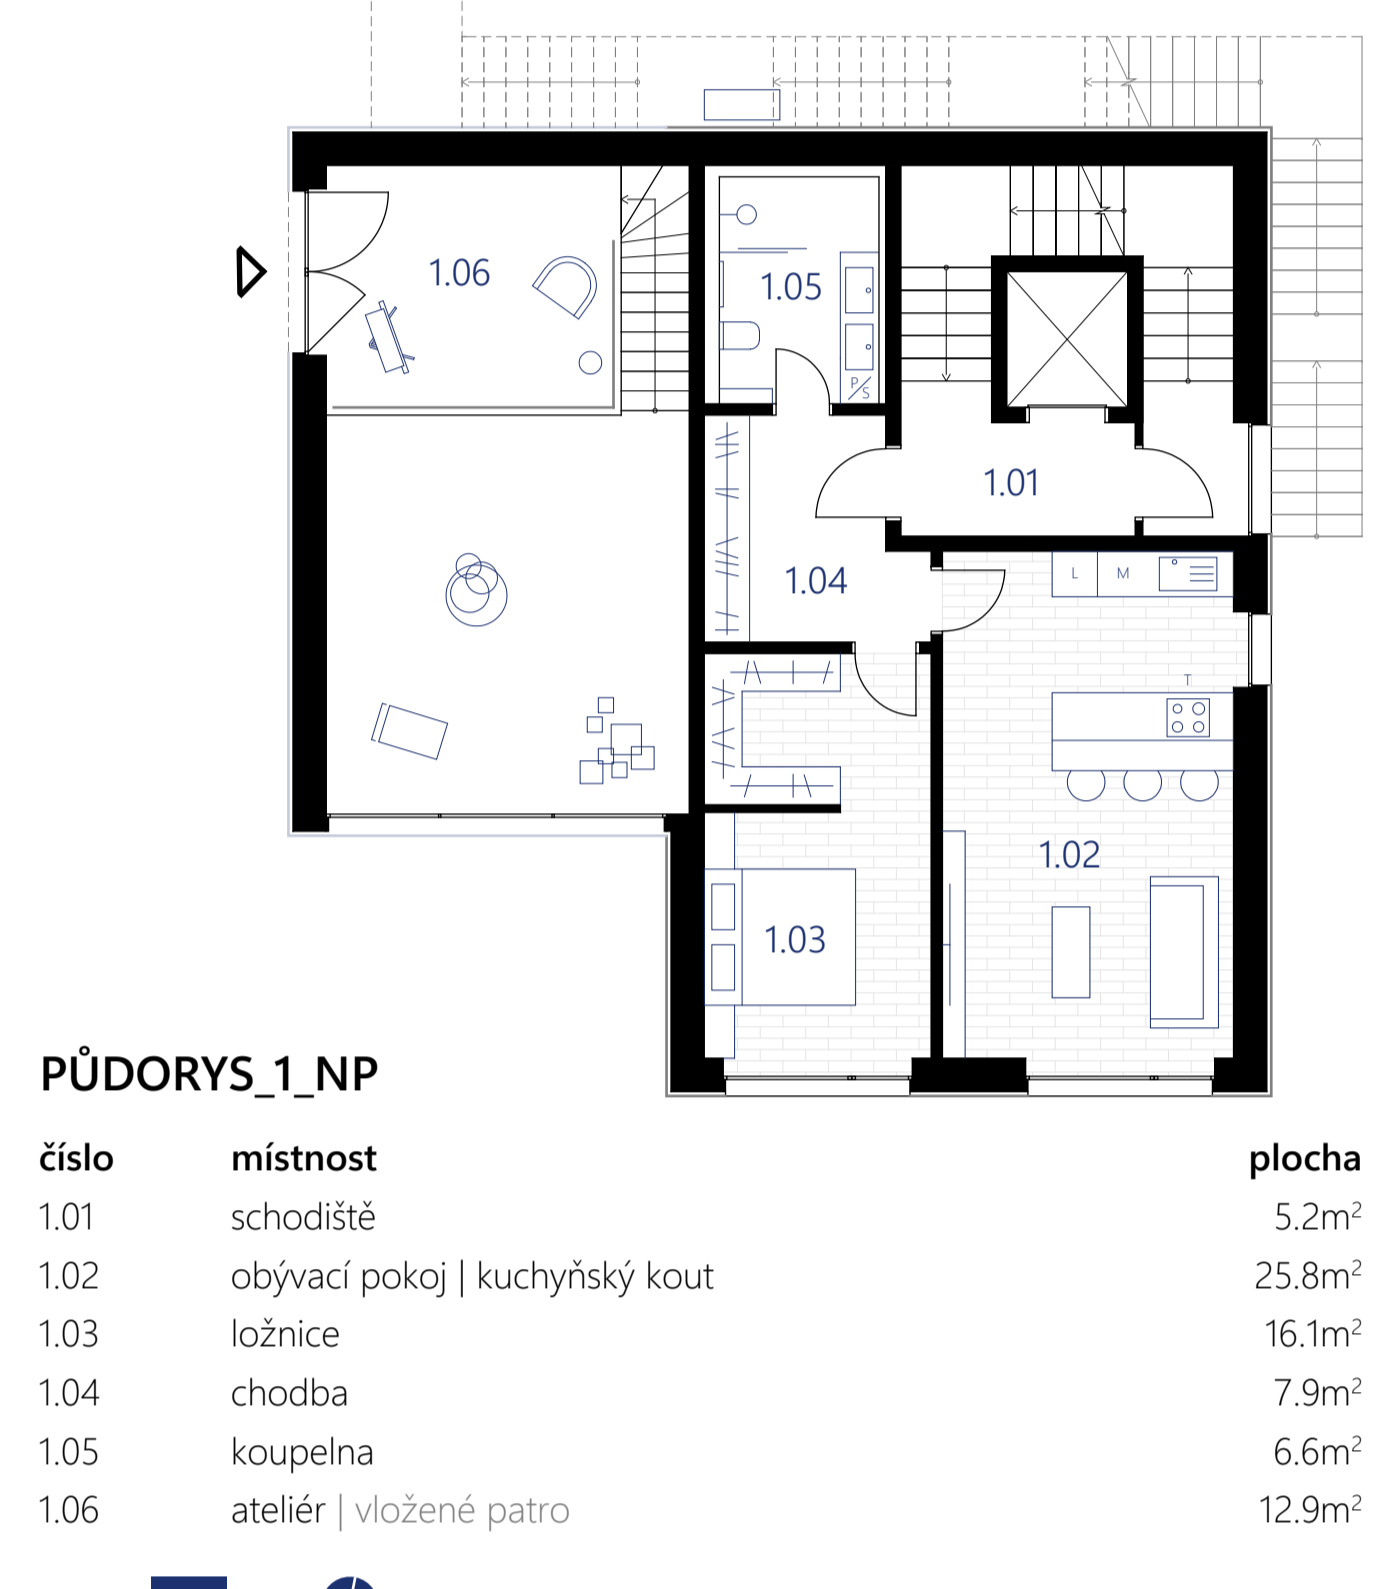 1.06
1.05
P/S
1.01
1.04
L M
T
1.02
1.03
PŮDORYS_1_NP
číslo místnost plocha
1.01 schodiště 5.2m²
1.02 obývací pokoj | kuchyňský kout 25.8m²
1.03 ložnice 16.1m²
1.04 chodba 7.9m²
1.05 koupelna 6.6m²
1.06 ateliér | vložené patro 12.9m²